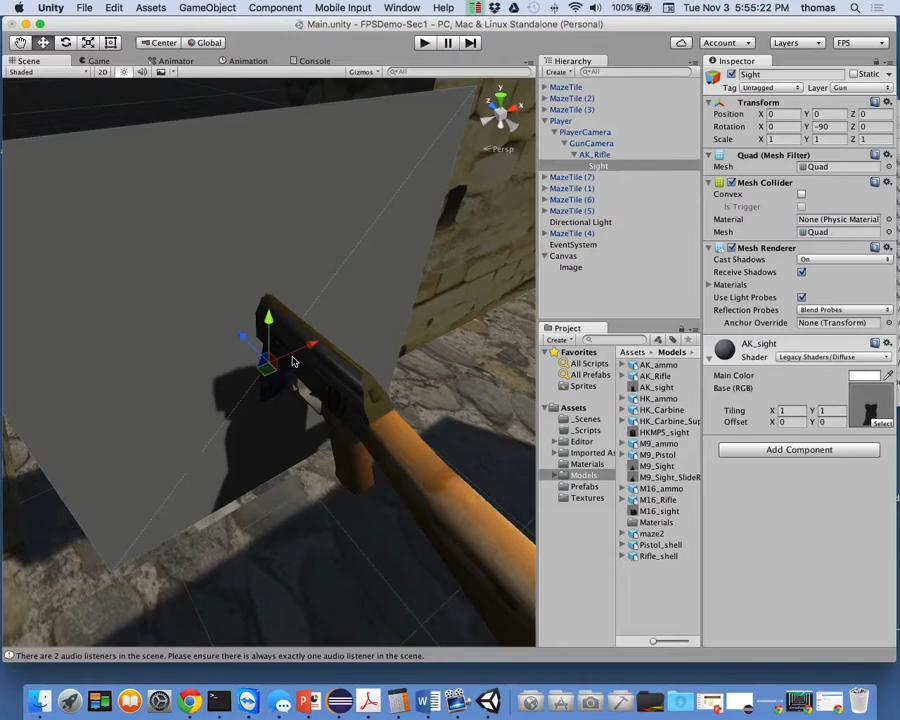 Unity File Edit Assets GameObject Component Mobile Input Window Help 100% Tue Nov 3 5:55:22 PM thomas
Main.unity - FPSDemo-Sec1 - PC, Mac & Linux Standalone (Personal)
Center Global Account Layers FPS
Scene Game Animator Animation Console
Shaded 2D Gizmos All
y
z x
Persp
Hierarchy
Create All
MazeTile
MazeTile (2)
MazeTile (3)
Player
PlayerCamera
GunCamera
AK_Rifle
Sight
MazeTile (7)
MazeTile (1)
MazeTile (6)
MazeTile (5)
Directional Light
MazeTile (4)
EventSystem
Canvas
Image
Project
Create
Favorites
All Scripts
All Prefabs
Sprites
Assets
_Scenes
_Scripts
Editor
Imported As
Materials
Models
Prefabs
Textures
Assets Models
AK_ammo
AK_Rifle
AK_sight
HK_ammo
HK_Carbine
HK_Carbine_Sup
HKMP5_sight
M9_ammo
M9_Pistol
M9_Sight
M9_Sight_SlideR
M16_ammo
M16_Rifle
M16_sight
Materials
maze2
Pistol_shell
Rifle_shell
Inspector
Sight Static
Tag Untagged Layer Gun
Transform
Position X 0 Y 0 Z 0
Rotation X 0 Y -90 Z 0
Scale X 1 Y 1 Z 1
Quad (Mesh Filter)
Mesh Quad
Mesh Collider
Convex
Is Trigger
Material None (Physic Material
Mesh Quad
Mesh Renderer
Cast Shadows On
Receive Shadows
Materials
Use Light Probes
Reflection Probes Blend Probes
Anchor Override None (Transform)
AK_sight
Shader Legacy Shaders/Diffuse
Main Color
Base (RGB)
Tiling X 1 Y 1
Offset X 0 Y 0
Select
Add Component
There are 2 audio listeners in the scene. Please ensure there is always exactly one audio listener in the scene.